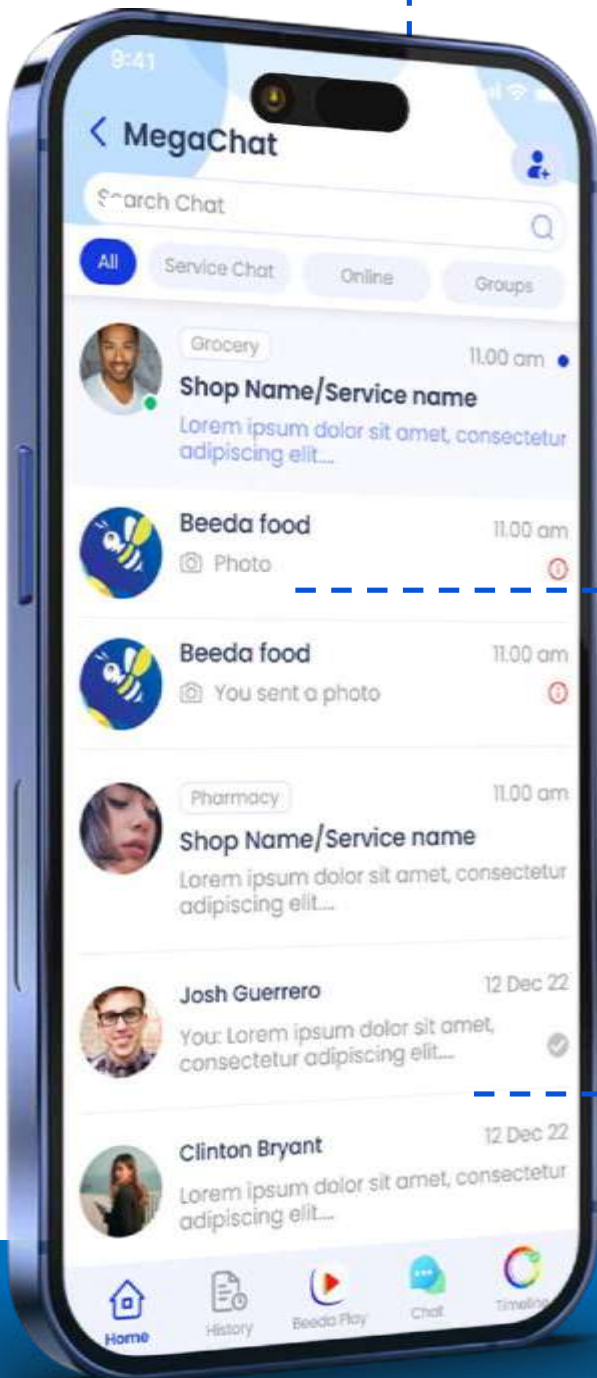 9:41
MegaChat
Search Chat
All
Service Chat
Online
Groups
Grocery
11.00 am
Shop Name/Service name
Lorem ipsum dolor sit amet, consectetur
adipiscing elit....
Beeda food
11.00 am
Photo
Beeda food
11.00 am
You sent a photo
Pharmacy
11.00 am
Shop Name/Service name
Lorem ipsum dolor sit amet, consectetur
adipiscing elit....
Josh Guerrero
12 Dec 22
You: Lorem ipsum dolor sit amet,
consectetur adipiscing elit....
Clinton Bryant
12 Dec 22
Lorem ipsum dolor sit amet, consectetur
adipiscing elit....
Home
History
Beeda Play
Chat
Timeline